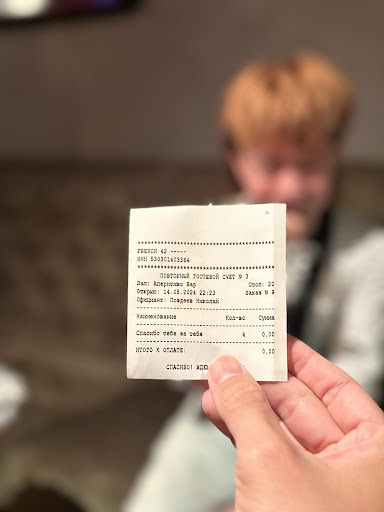 ************************************
FRENCH 42 -----
ИНН 530301403364
************************************
ПОВТОРНЫЙ ГОСТЕВОЙ СЧЕТ № 3
Зал: Аперитиво Бар Стол: 20
Открыт: 14.05.2024 22:23 Заказ № 9
Официант: Поздеев Николай
Наименование Кол-во Сумма
Спасибо тебе за тебя 4 0,00
ИТОГО К ОПЛАТЕ: 0,00
СПАСИБО!